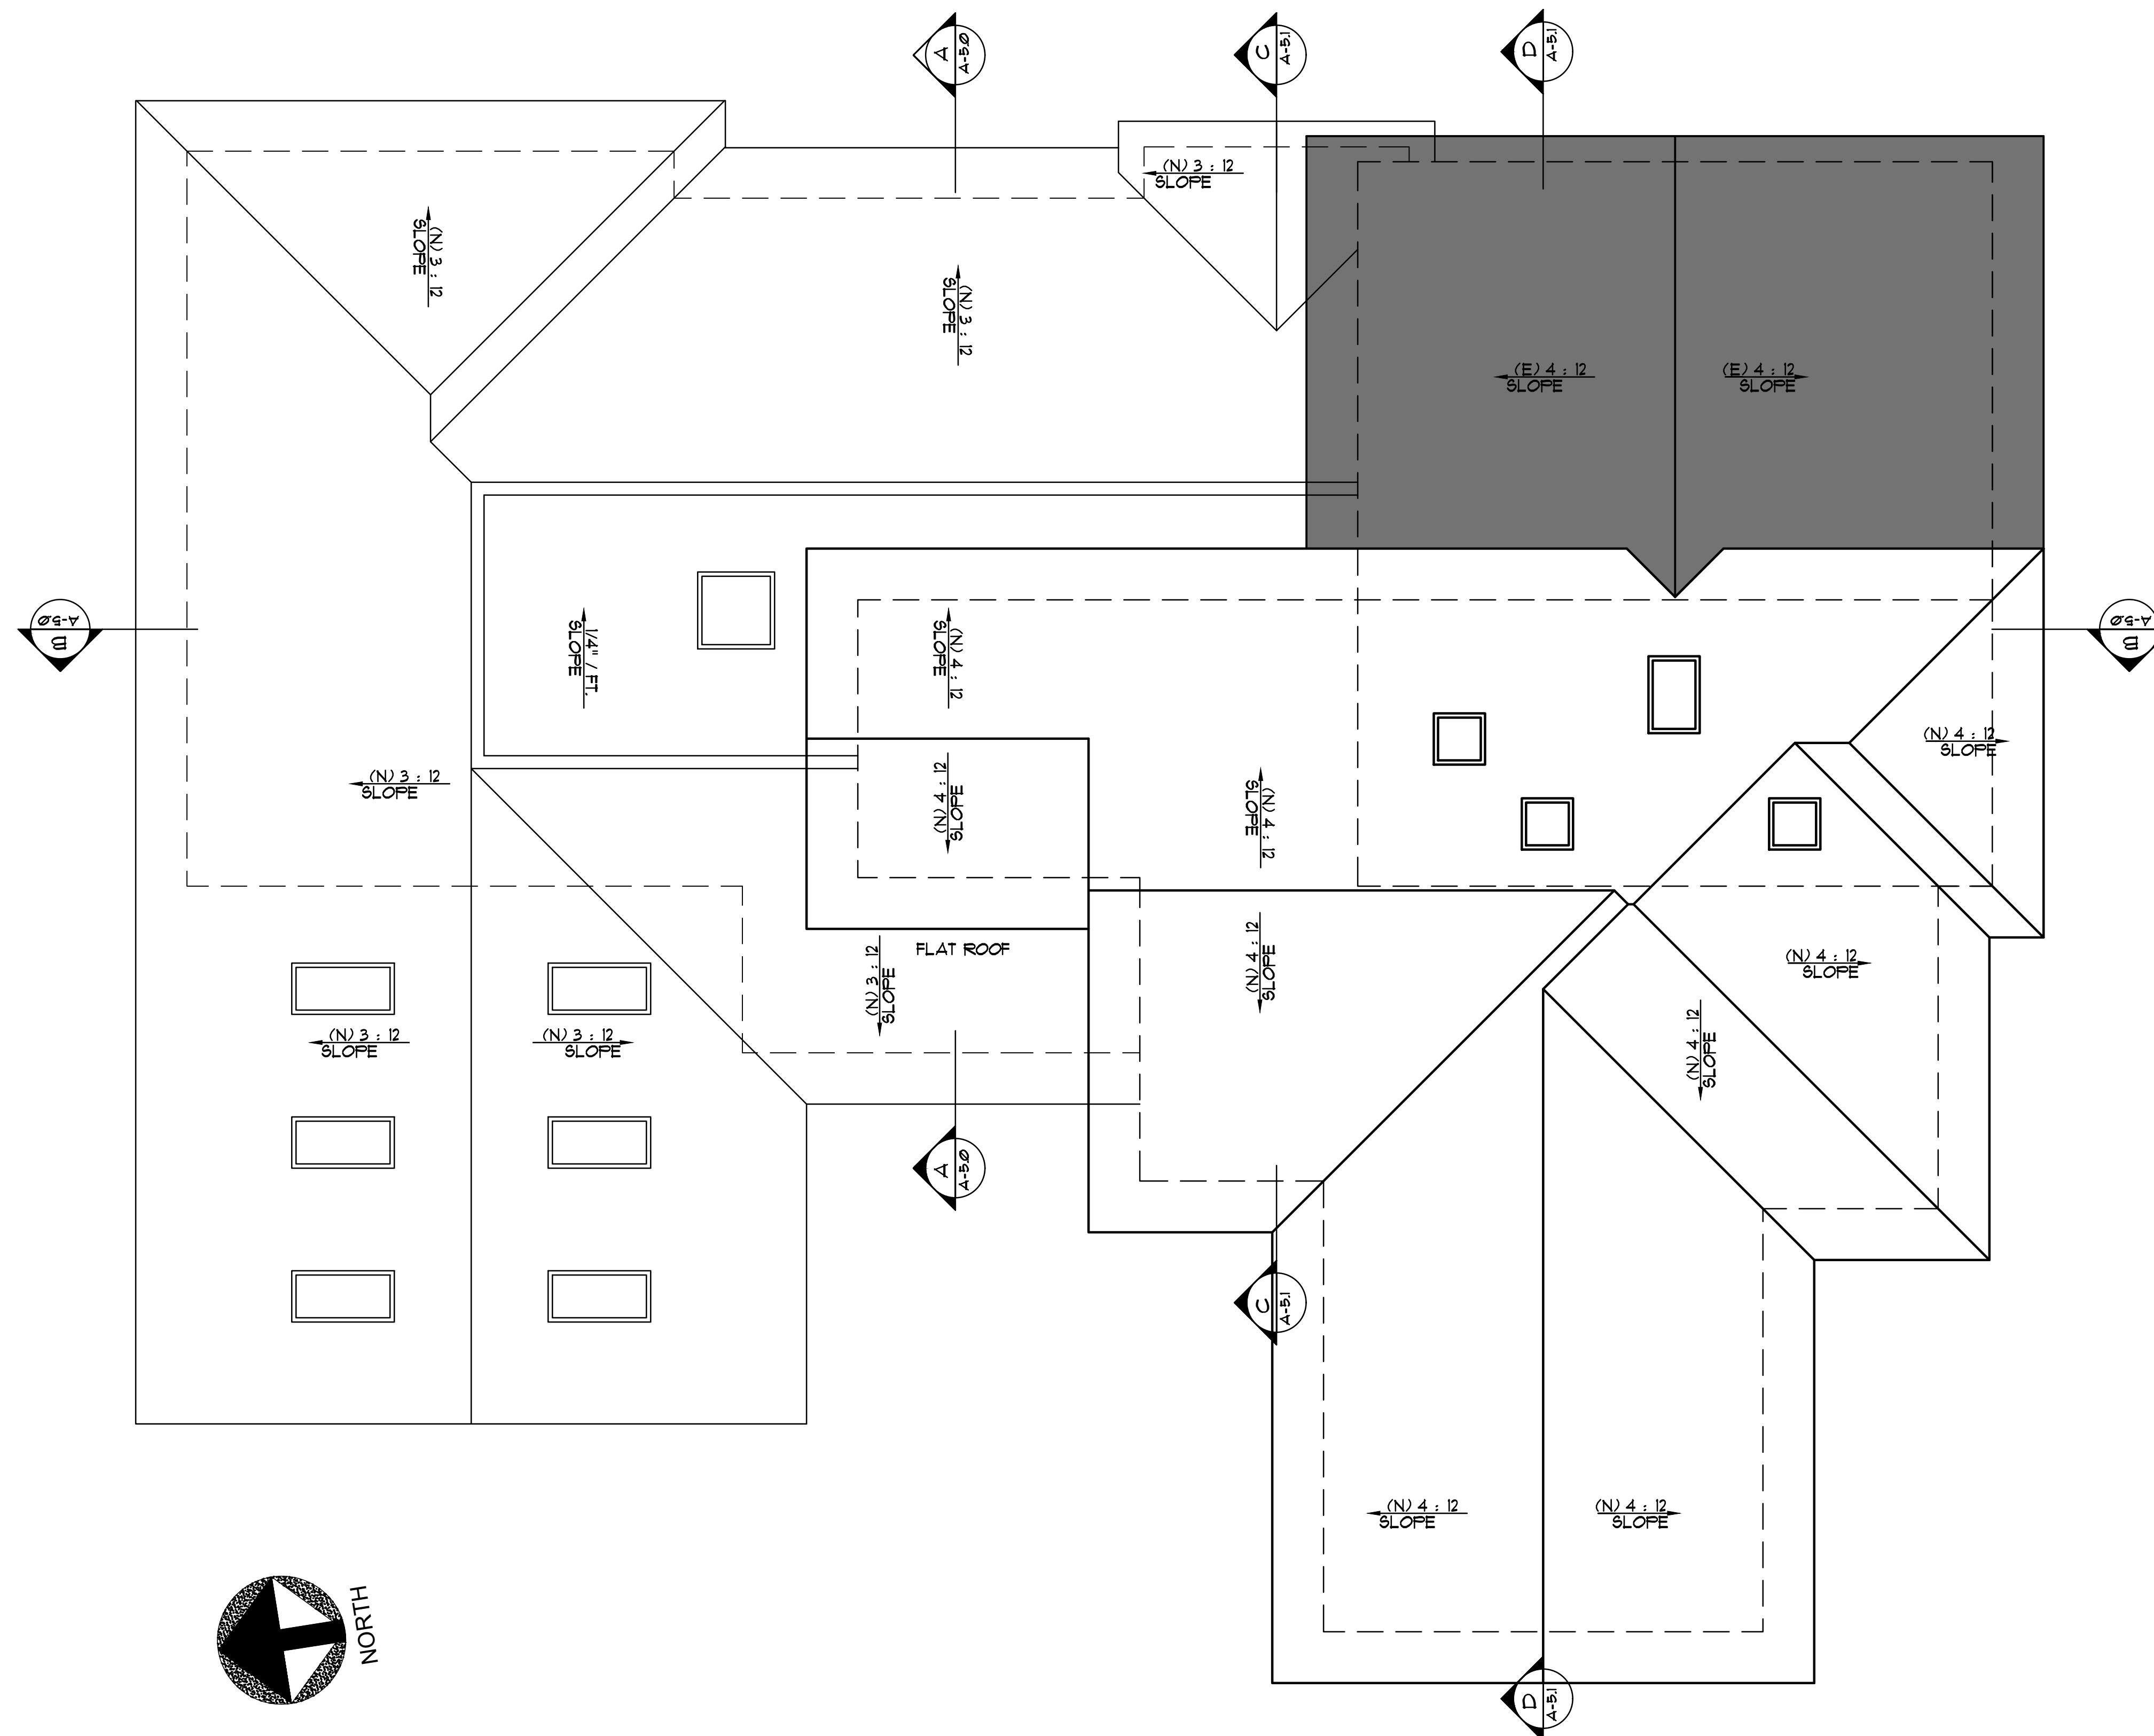 A
A-5.0
C
A-5.1
D
A-5.1
(N) 3 : 12
SLOPE
(N) 3 : 12
SLOPE
(N) 3 : 12
SLOPE
(E) 4 : 12
SLOPE
(E) 4 : 12
SLOPE
B
A-5.0
1/4" / FT.
SLOPE
(N) 4 : 12
SLOPE
B
A-5.0
(N) 3 : 12
SLOPE
(N) 4 : 12
SLOPE
(N) 4 : 12
SLOPE
(N) 4 : 12
SLOPE
(N) 3 : 12
SLOPE
FLAT ROOF
(N) 4 : 12
SLOPE
(N) 4 : 12
SLOPE
(N) 3 : 12
SLOPE
(N) 3 : 12
SLOPE
(N) 4 : 12
SLOPE
A
A-5.0
C
A-5.1
(N) 4 : 12
SLOPE
(N) 4 : 12
SLOPE
NORTH
D
A-5.1